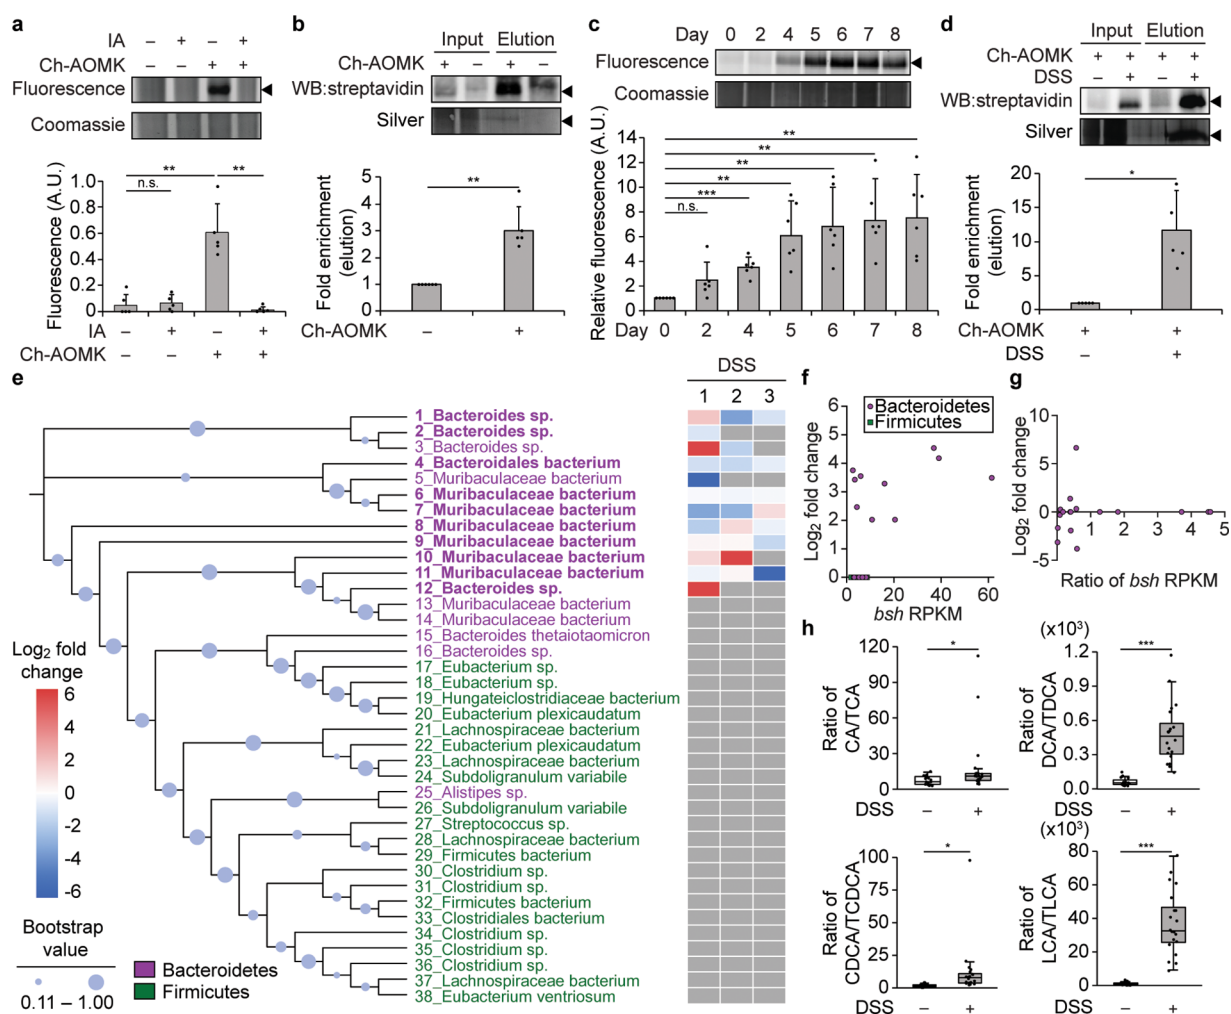 a
IA – + – +
Ch-AOMK – – + +
Fluorescence
Coomassie
Fluorescence (A.U.)
1.0
0.8
0.6
0.4
0.2
0
** **
n.s.
IA – + – +
Ch-AOMK – – + +
b
Input Elution
Ch-AOMK + – + –
WB:streptavidin
Silver
Fold enrichment
(elution)
5
4
3
2
1
0
**
Ch-AOMK – +
c
Day 0 2 4 5 6 7 8
Fluorescence
Coomassie
Relative fluorescence (A.U.)
14
12
10
8
6
4
2
0
**
**
**
**
***
n.s.
Day 0 2 4 5 6 7 8
d
Input Elution
Ch-AOMK + + + +
DSS – + – +
WB:streptavidin
Silver
Fold enrichment
(elution)
20
15
10
5
0
*
Ch-AOMK + +
DSS – +
e
DSS
1 2 3
1_Bacteroides sp.
2_Bacteroides sp.
3_Bacteroides sp.
4_Bacteroidales bacterium
5_Muribaculaceae bacterium
6_Muribaculaceae bacterium
7_Muribaculaceae bacterium
8_Muribaculaceae bacterium
9_Muribaculaceae bacterium
10_Muribaculaceae bacterium
11_Muribaculaceae bacterium
12_Bacteroides sp.
13_Muribaculaceae bacterium
14_Muribaculaceae bacterium
15_Bacteroides thetaiotaomicron
16_Bacteroides sp.
17_Eubacterium sp.
18_Eubacterium sp.
19_Hungateiclostridiaceae bacterium
20_Eubacterium plexicaudatum
21_Lachnospiraceae bacterium
22_Eubacterium plexicaudatum
23_Lachnospiraceae bacterium
24_Subdoligranulum variabile
25_Alistipes sp.
26_Subdoligranulum variabile
27_Streptococcus sp.
28_Lachnospiraceae bacterium
29_Firmicutes bacterium
30_Clostridium sp.
31_Clostridium sp.
32_Firmicutes bacterium
33_Clostridiales bacterium
34_Clostridium sp.
35_Clostridium sp.
36_Clostridium sp.
37_Lachnospiraceae bacterium
38_Eubacterium ventriosum
Log2 fold
change
6
4
2
0
-2
-4
-6
Bootstrap
value
0.11 – 1.00
Bacteroidetes
Firmicutes
f
Bacteroidetes
Firmicutes
Log2 fold change
6
5
4
3
2
1
0
0 20 40 60
bsh RPKM
g
Log2 fold change
10
5
0
-5
1 2 3 4 5
Ratio of bsh RPKM
h
Ratio of
CA/TCA
120
90
60
30
0
*
DSS – +
(x10³)
Ratio of
DCA/TDCA
1.2
0.9
0.6
0.3
0.0
***
DSS – +
Ratio of
CDCA/TCDCA
100
75
50
25
0
*
DSS – +
(x10³)
Ratio of
LCA/TLCA
80
60
40
20
0
***
DSS – +